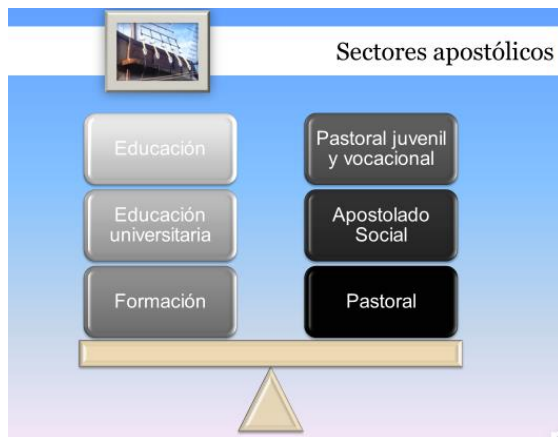 Sectores apostólicos
Educación
Pastoral juvenil
y vocacional
Educación
universitaria
Apostolado
Social
Formación
Pastoral